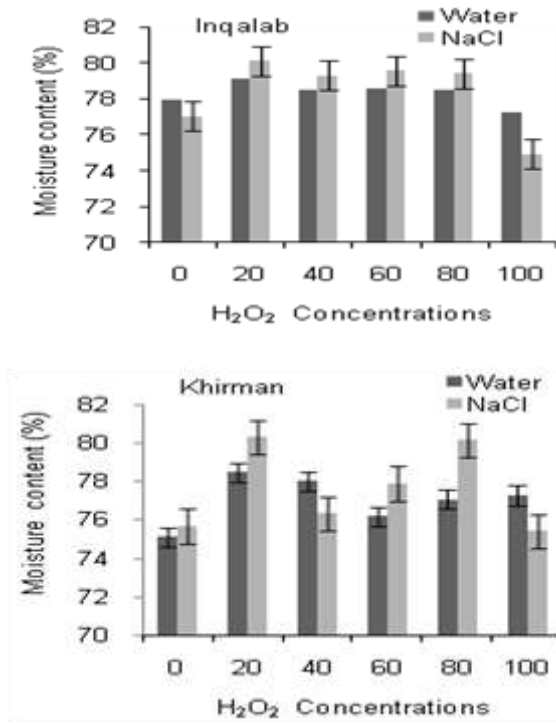 Inqalab
Water
NaCl
Moisture content (%)
82
80
78
76
74
72
70
0 20 40 60 80 100
H₂O₂ Concentrations
Khirman
Water
NaCl
Moisture content (%)
82
80
78
76
74
72
70
0 20 40 60 80 100
H₂O₂ Concentrations